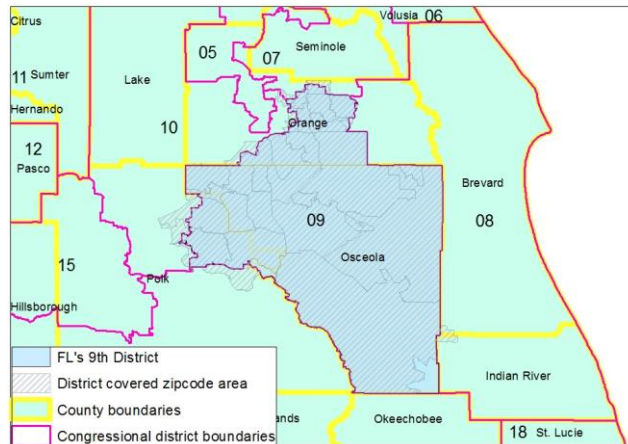 Citrus
Volusia
06
05
07
Seminole
11
Sumter
Lake
Hernando
10
Orange
12
Pasco
Brevard
09
08
Osceola
15
Polk
Hillsborough
FL's 9th District
District covered zipcode area
County boundaries
Congressional district boundaries
Indian River
ands
Okeechobee
18
St. Lucie